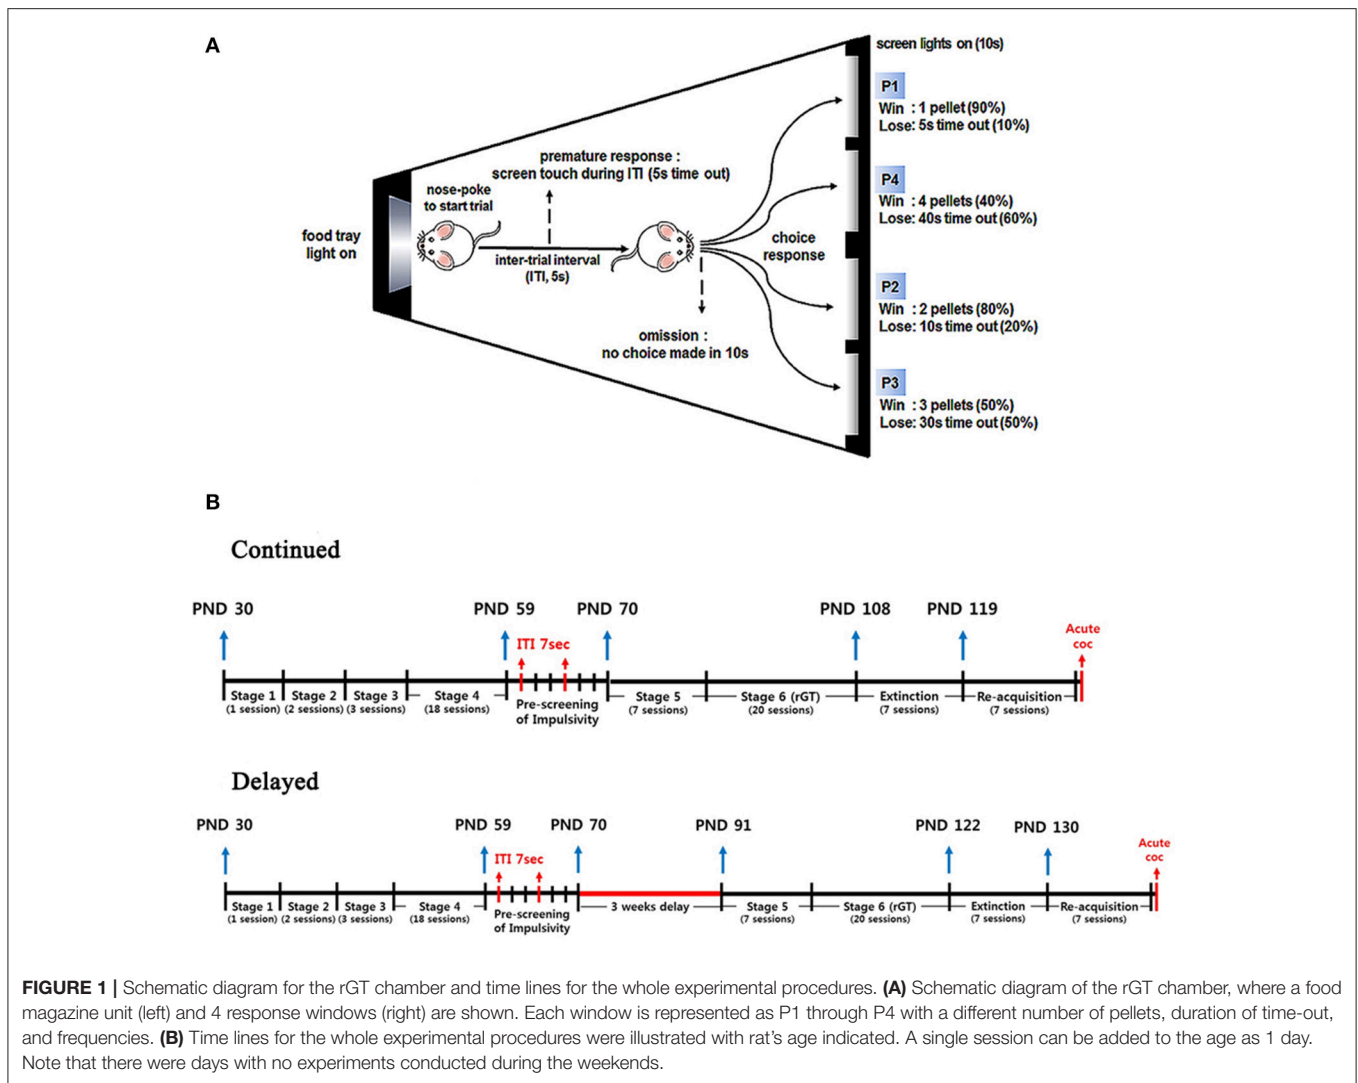 A
screen lights on (10s)
P1
Win : 1 pellet (90%)
Lose: 5s time out (10%)
premature response :
screen touch during ITI (5s time out)
nose-poke
to start trial
P4
Win : 4 pellets (40%)
Lose: 40s time out (60%)
food tray
light on
inter-trial interval
(ITI, 5s)
choice
response
P2
Win : 2 pellets (80%)
Lose: 10s time out (20%)
omission :
no choice made in 10s
P3
Win : 3 pellets (50%)
Lose: 30s time out (50%)
B
Continued
PND 30 PND 59 PND 70 PND 108 PND 119
ITI 7sec
Acute
coc
Stage 1 Stage 2 Stage 3 Stage 4 Stage 5 Stage 6 (rGT) Extinction Re-acquisition
(1 session) (2 sessions) (3 sessions) (18 sessions) (7 sessions) (20 sessions) (7 sessions) (7 sessions)
Pre-screening
of Impulsivity
Delayed
PND 30 PND 59 PND 70 PND 91 PND 122 PND 130
ITI 7sec
Acute
coc
Stage 1 Stage 2 Stage 3 Stage 4 3 weeks delay Stage 5 Stage 6 (rGT) Extinction Re-acquisition
(1 session) (2 sessions) (3 sessions) (18 sessions) (7 sessions) (20 sessions) (7 sessions) (7 sessions)
Pre-screening
of Impulsivity
FIGURE 1 | Schematic diagram for the rGT chamber and time lines for the whole experimental procedures. (A) Schematic diagram of the rGT chamber, where a food
magazine unit (left) and 4 response windows (right) are shown. Each window is represented as P1 through P4 with a different number of pellets, duration of time-out,
and frequencies. (B) Time lines for the whole experimental procedures were illustrated with rat's age indicated. A single session can be added to the age as 1 day.
Note that there were days with no experiments conducted during the weekends.